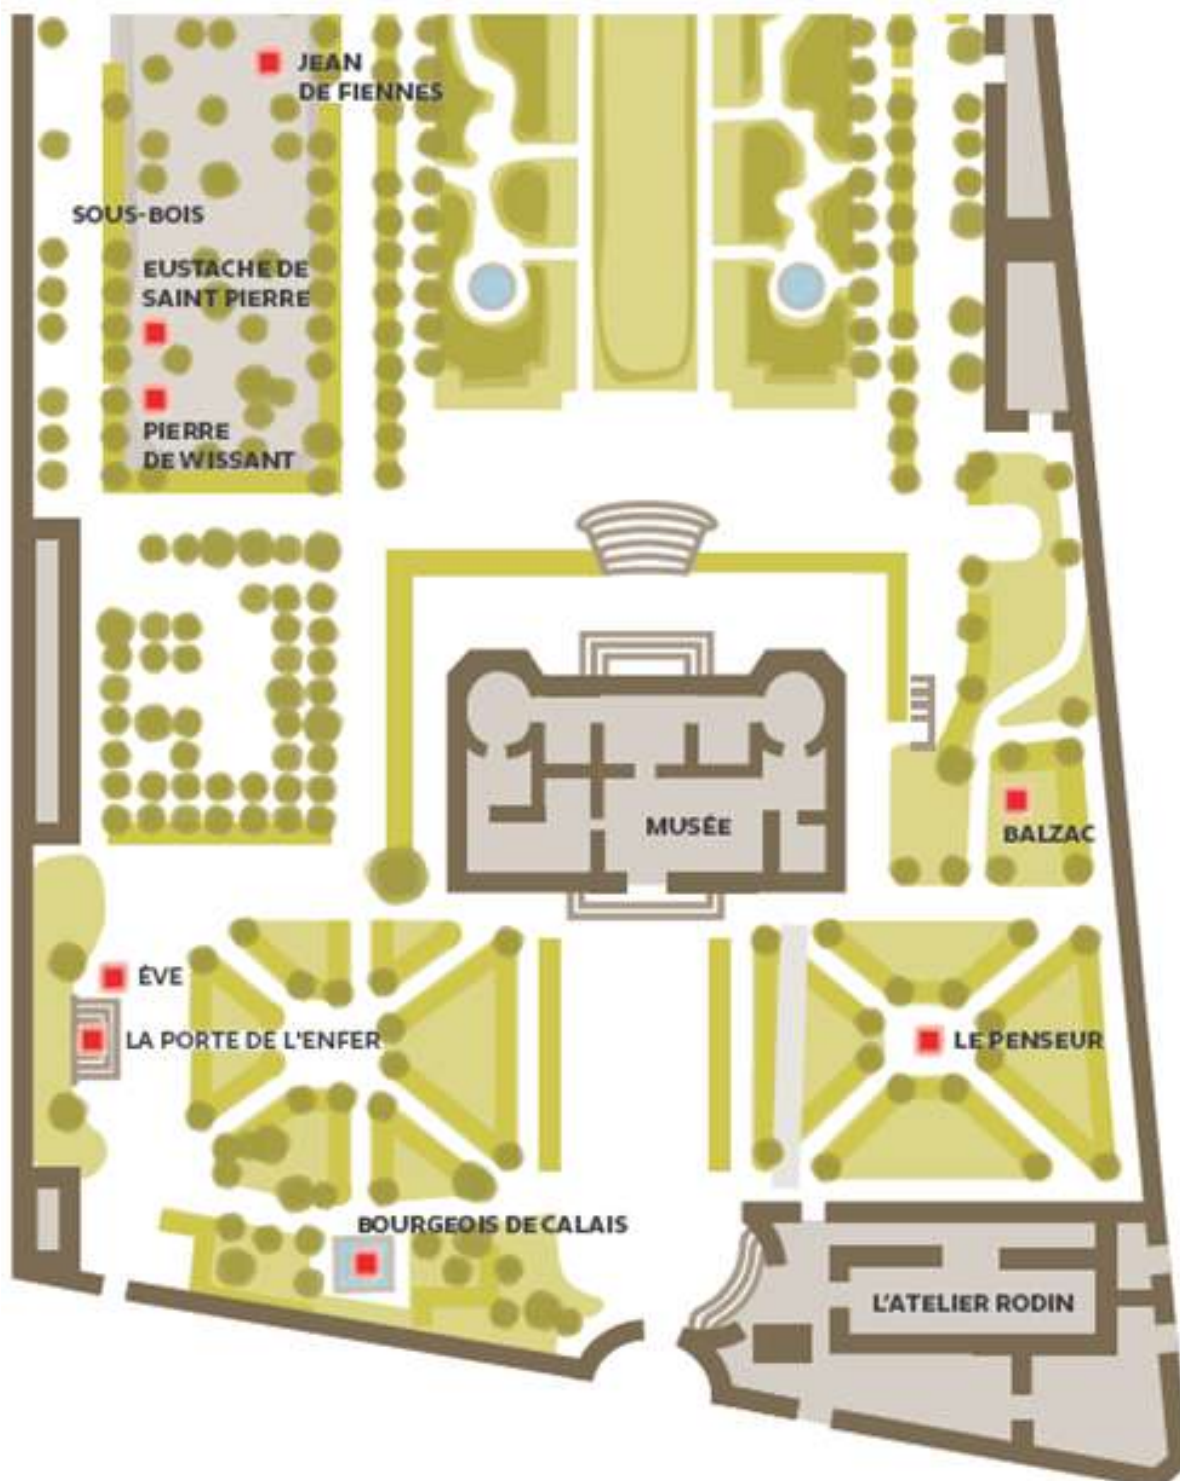 JEAN
DE FIENNES
SOUS-BOIS
EUSTACHE DE
SAINT PIERRE
PIERRE
DE WISSANT
MUSÉE
BALZAC
ÈVE
LA PORTE DE L'ENFER
LE PENSEUR
BOURGEOIS DE CALAIS
L'ATELIER RODIN